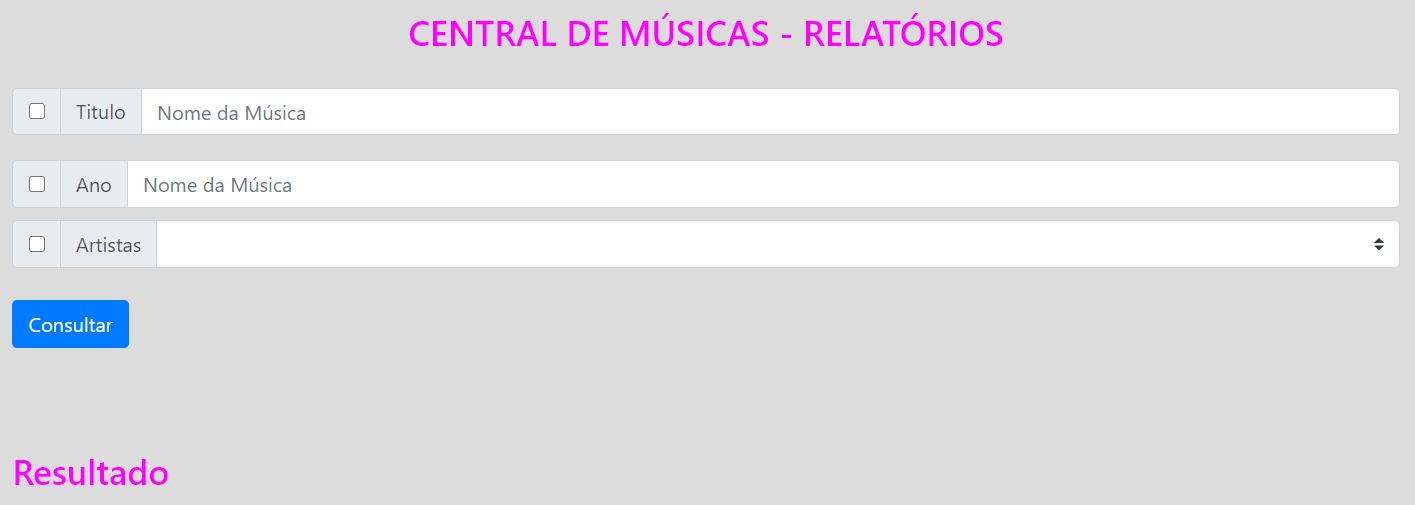 CENTRAL DE MÚSICAS - RELATÓRIOS
Titulo Nome da Música
Ano Nome da Música
Artistas
Consultar
Resultado